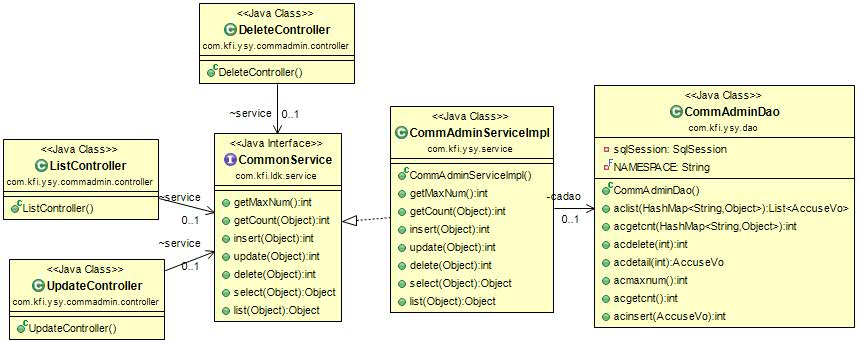 <<Java Class>>
DeleteController
com.kfi.ysy.commadmin.controller
DeleteController()
~service
0..1
<<Java Class>>
ListController
com.kfi.ysy.commadmin.controller
ListController()
~service
0..1
<<Java Class>>
UpdateController
com.kfi.ysy.commadmin.controller
UpdateController()
~service
0..1
<<Java Interface>>
CommonService
com.kfi.ldk.service
getMaxNum():int
getCount(Object):int
insert(Object):int
update(Object):int
delete(Object):int
select(Object):Object
list(Object):Object
<<Java Class>>
CommAdminServiceImpl
com.kfi.ysy.service
CommAdminServiceImpl()
getMaxNum():int
getCount(Object):int
insert(Object):int
update(Object):int
delete(Object):int
select(Object):Object
list(Object):Object
-cadao
0..1
<<Java Class>>
CommAdminDao
com.kfi.ysy.dao
sqlSession: SqlSession
NAMESPACE: String
CommAdminDao()
aclist(HashMap<String,Object>):List<AccuseVo>
acgetcnt(HashMap<String,Object>):int
acdelete(int):int
acdetail(int):AccuseVo
acmaxnum():int
acgetcnt():int
acinsert(AccuseVo):int